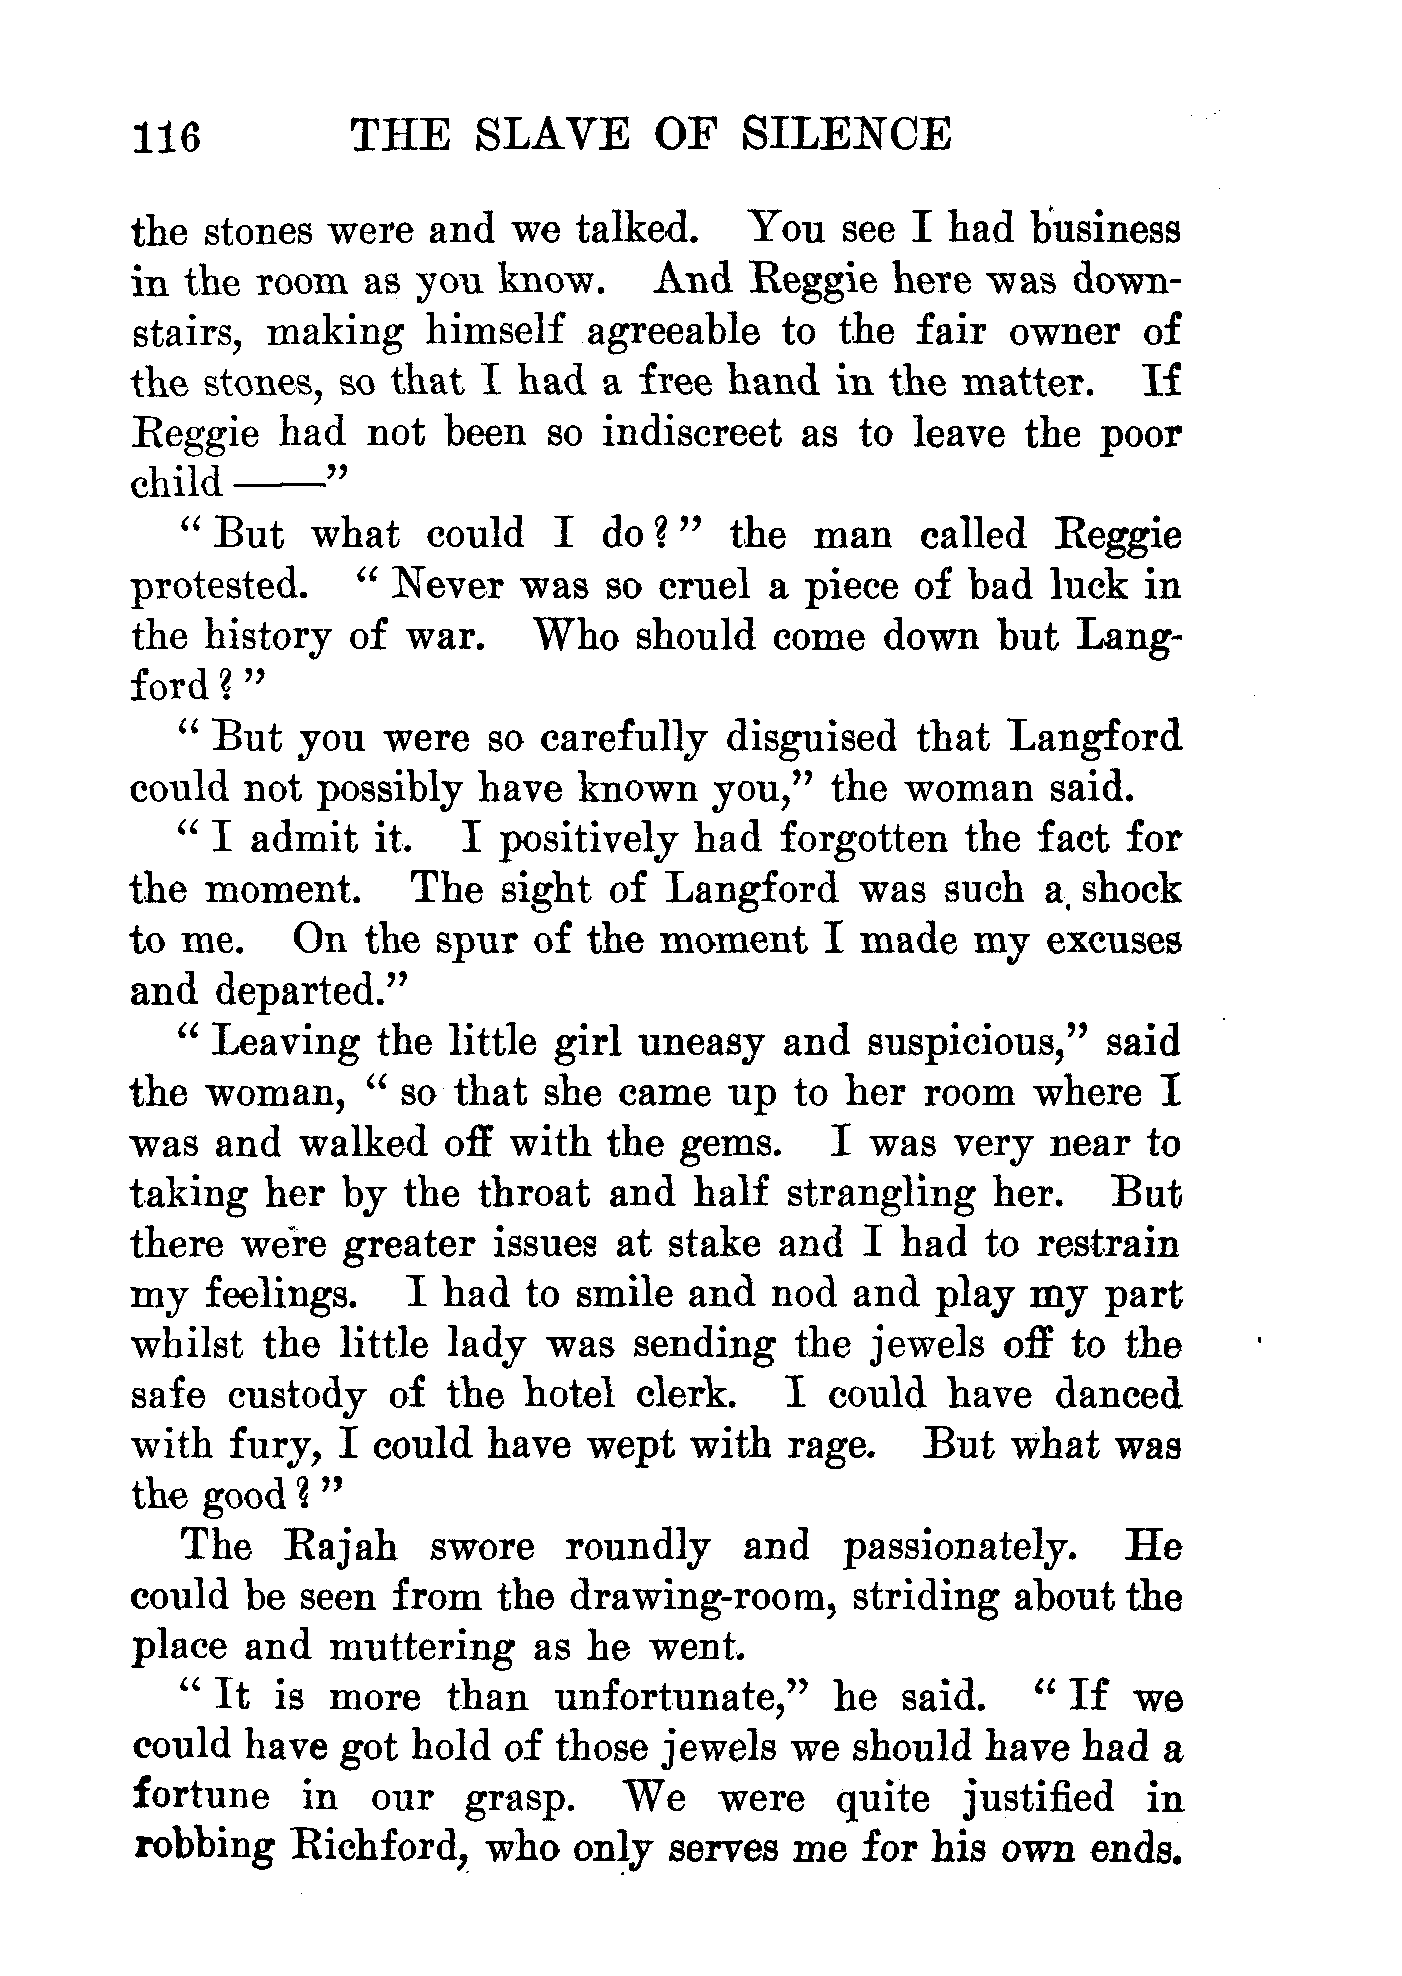 116 THE SLAVE OF SILENCE
the stones were and we talked. You see I had business
in the room as you know. And Reggie here was down-
stairs, making himself agreeable to the fair owner of
the stones, so that I had a free hand in the matter. If
Reggie had not been so indiscreet as to leave the poor
child ——”
“ But what could I do ? ” the man called Reggie
protested. “ Never was so cruel a piece of bad luck in
the history of war. Who should come down but Lang-
ford ? ”
“ But you were so carefully disguised that Langford
could not possibly have known you,” the woman said.
“ I admit it. I positively had forgotten the fact for
the moment. The sight of Langford was such a shock
to me. On the spur of the moment I made my excuses
and departed.”
“ Leaving the little girl uneasy and suspicious,” said
the woman, “ so that she came up to her room where I
was and walked off with the gems. I was very near to
taking her by the throat and half strangling her. But
there were greater issues at stake and I had to restrain
my feelings. I had to smile and nod and play my part
whilst the little lady was sending the jewels off to the
safe custody of the hotel clerk. I could have danced
with fury, I could have wept with rage. But what was
the good ? ”
The Rajah swore roundly and passionately. He
could be seen from the drawing-room, striding about the
place and muttering as he went.
“ It is more than unfortunate,” he said. “ If we
could have got hold of those jewels we should have had a
fortune in our grasp. We were quite justified in
robbing Richford, who only serves me for his own ends.